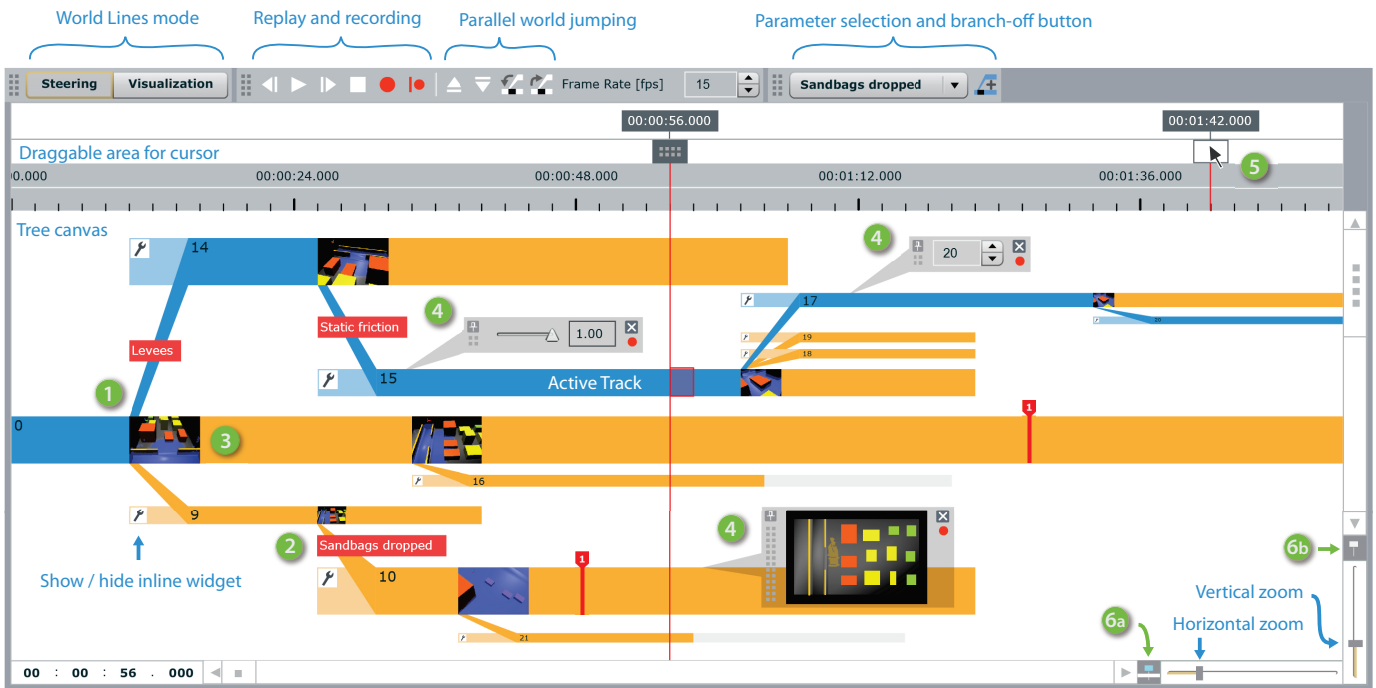 World Lines mode
Replay and recording
Parallel world jumping
Parameter selection and branch-off button
Steering
Visualization
Frame Rate [fps]
15
Sandbags dropped
00:00:56.000
00:01:42.000
Draggable area for cursor
5
0.000
00:00:24.000
00:00:48.000
00:01:12.000
00:01:36.000
Tree canvas
14
4
20
17
20
4
Static friction
1.00
Levees
19
18
15
Active Track
1
0
3
1
16
9
2
Sandbags dropped
4
6b
Show / hide inline widget
10
1
21
Vertical zoom
6a
Horizontal zoom
00 : 00 : 56 . 000